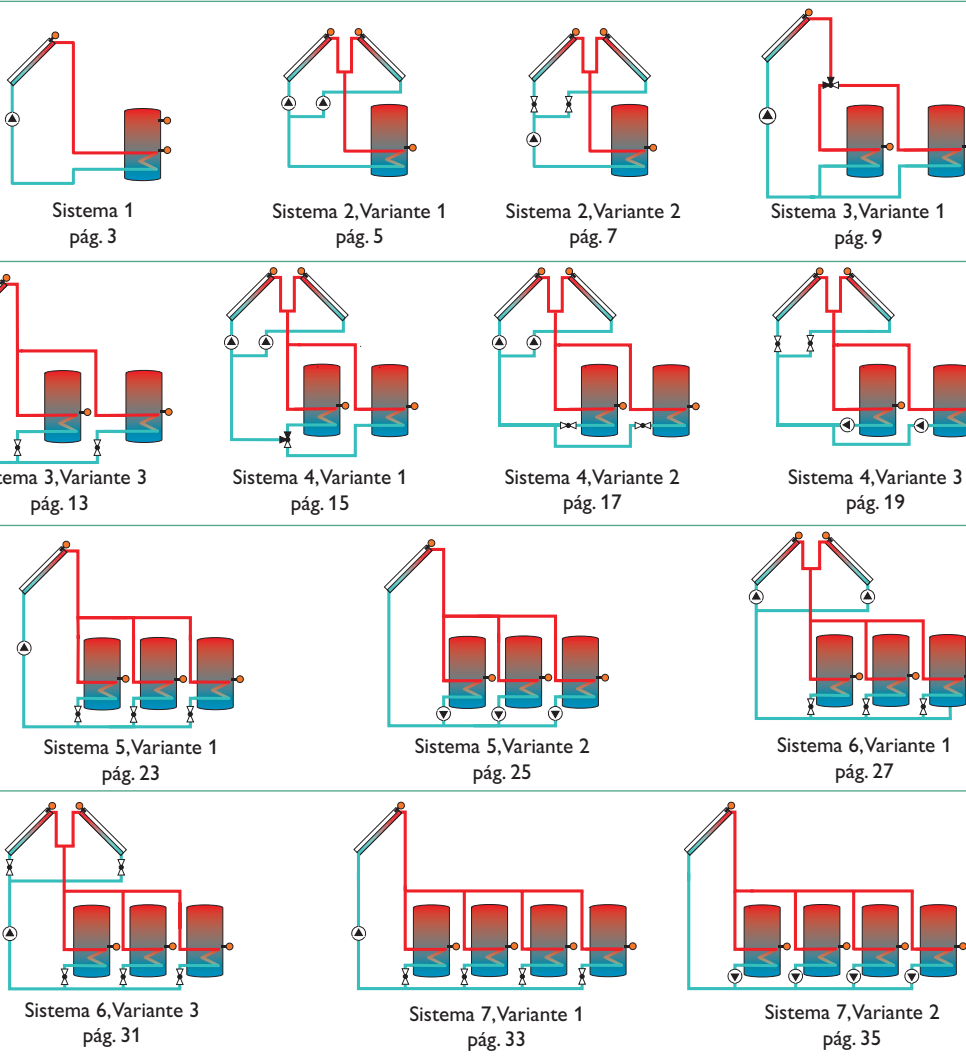 Sistema 1
pág. 3
Sistema 2,Variante 1
pág. 5
Sistema 2,Variante 2
pág. 7
Sistema 3,Variante 1
pág. 9
tema 3,Variante 3
pág. 13
Sistema 4,Variante 1
pág. 15
Sistema 4,Variante 2
pág. 17
Sistema 4,Variante 3
pág. 19
Sistema 5,Variante 1
pág. 23
Sistema 5,Variante 2
pág. 25
Sistema 6,Variante 1
pág. 27
Sistema 6,Variante 3
pág. 31
Sistema 7,Variante 1
pág. 33
Sistema 7,Variante 2
pág. 35